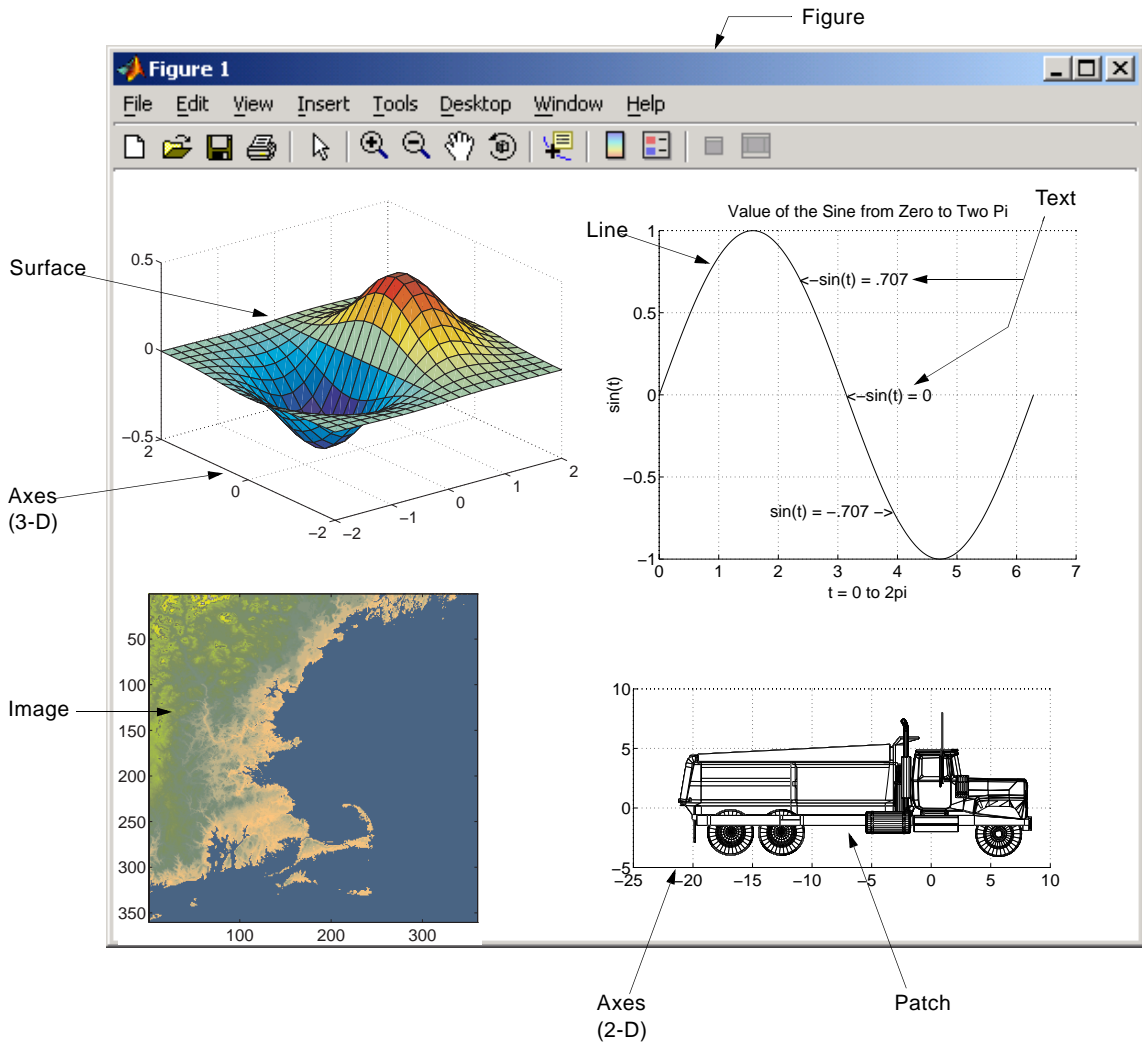 Figure
Figure 1
File Edit View Insert Tools Desktop Window Help
Text
Value of the Sine from Zero to Two Pi
Line
Surface
0.5
0
−0.5
2
0
−2
−2
−1
0
1
2
Axes
(3-D)
1
0.5
0
−0.5
−1
sin(t)
<−sin(t) = .707
<−sin(t) = 0
sin(t) = −.707 −>
0 1 2 3 4 5 6 7
t = 0 to 2pi
Image
50
100
150
200
250
300
350
100 200 300
10
5
0
−5
−25 −20 −15 −10 −5 0 5 10
Axes
(2-D)
Patch